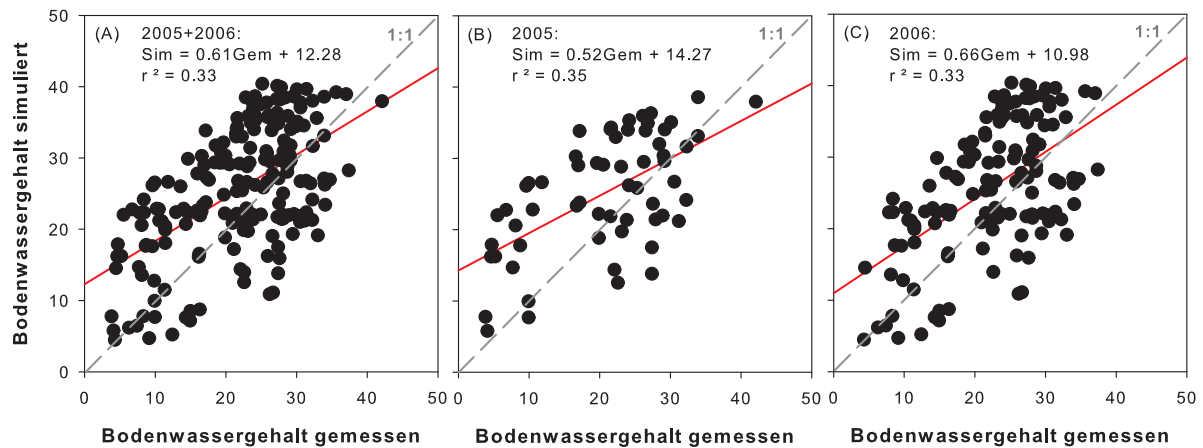 (A) 2005+2006:
Sim = 0.61Gem + 12.28
r ² = 0.33
1:1
(B) 2005:
Sim = 0.52Gem + 14.27
r ² = 0.35
1:1
(C) 2006:
Sim = 0.66Gem + 10.98
r ² = 0.33
1:1
Bodenwassergehalt simuliert
50
40
30
20
10
0
0 10 20 30 40 50
0 10 20 30 40 50
0 10 20 30 40 50
Bodenwassergehalt gemessen
Bodenwassergehalt gemessen
Bodenwassergehalt gemessen